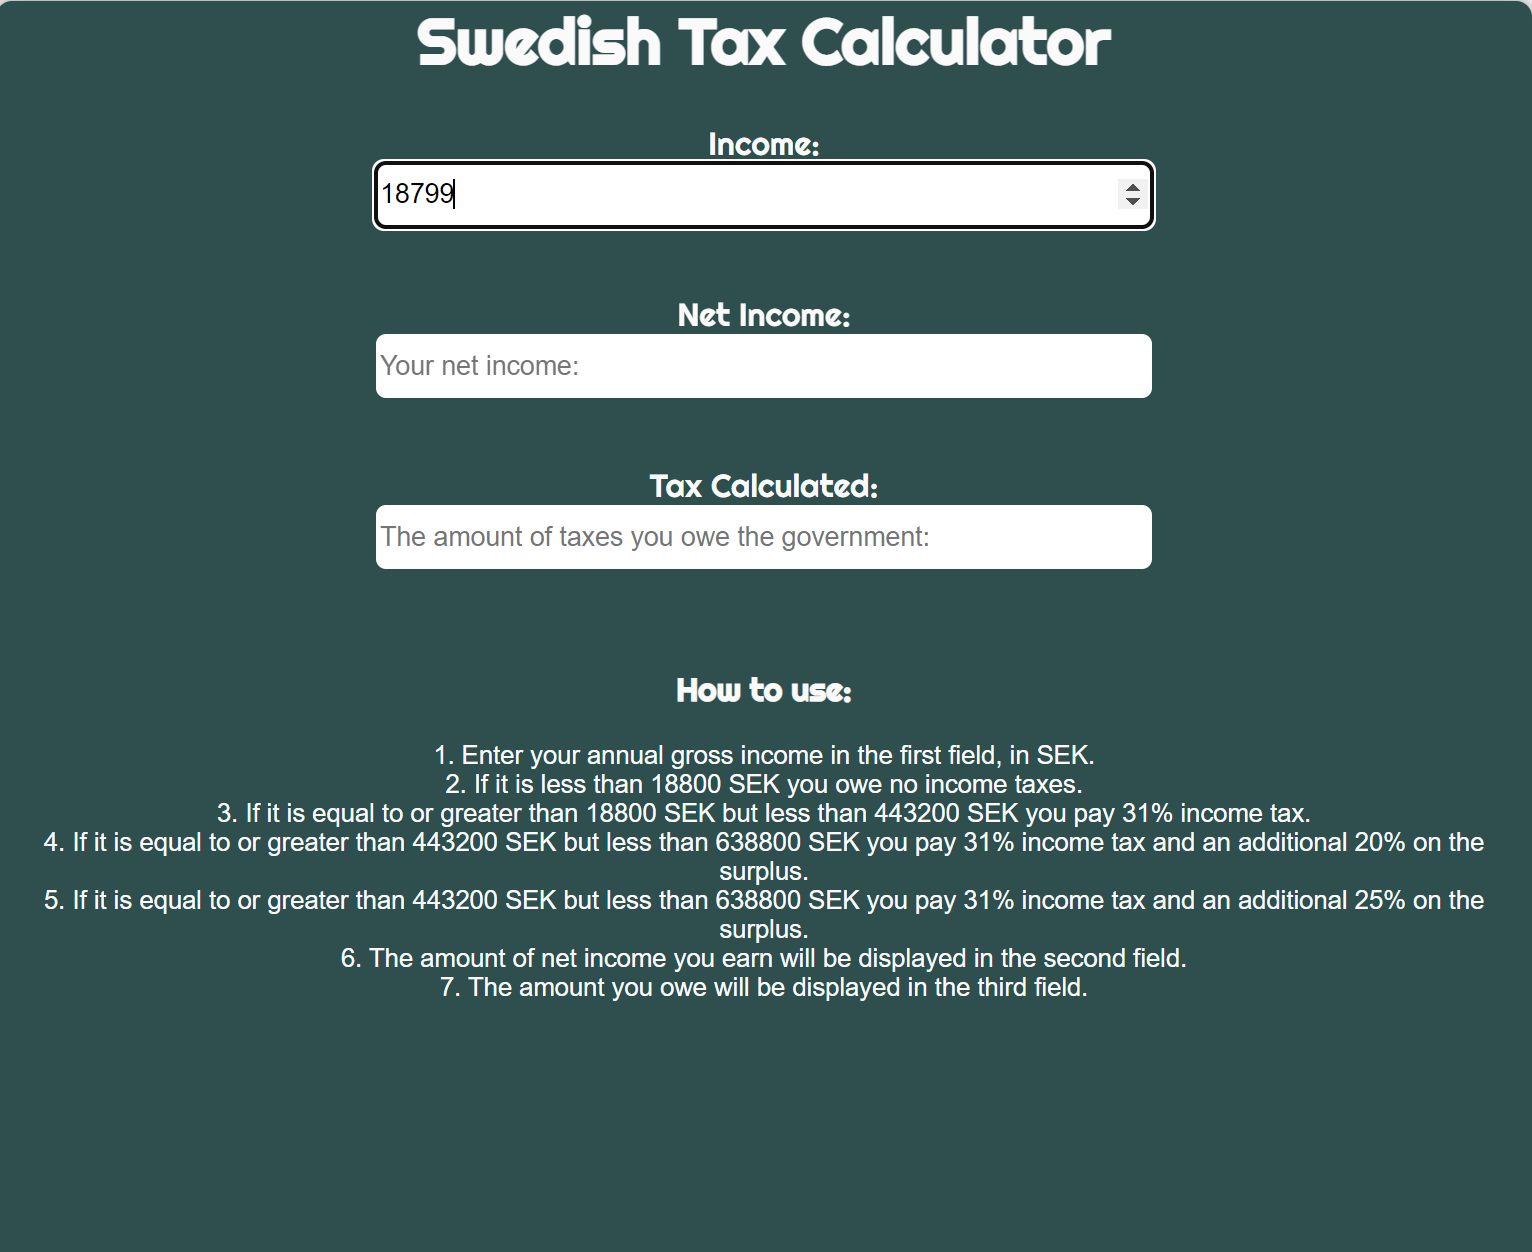 Swedish Tax Calculator
Income:
18799
Net Income:
Your net income:
Tax Calculated:
The amount of taxes you owe the government:
How to use:
1. Enter your annual gross income in the first field, in SEK.
2. If it is less than 18800 SEK you owe no income taxes.
3. If it is equal to or greater than 18800 SEK but less than 443200 SEK you pay 31% income tax.
4. If it is equal to or greater than 443200 SEK but less than 638800 SEK you pay 31% income tax and an additional 20% on the
surplus.
5. If it is equal to or greater than 443200 SEK but less than 638800 SEK you pay 31% income tax and an additional 25% on the
surplus.
6. The amount of net income you earn will be displayed in the second field.
7. The amount you owe will be displayed in the third field.